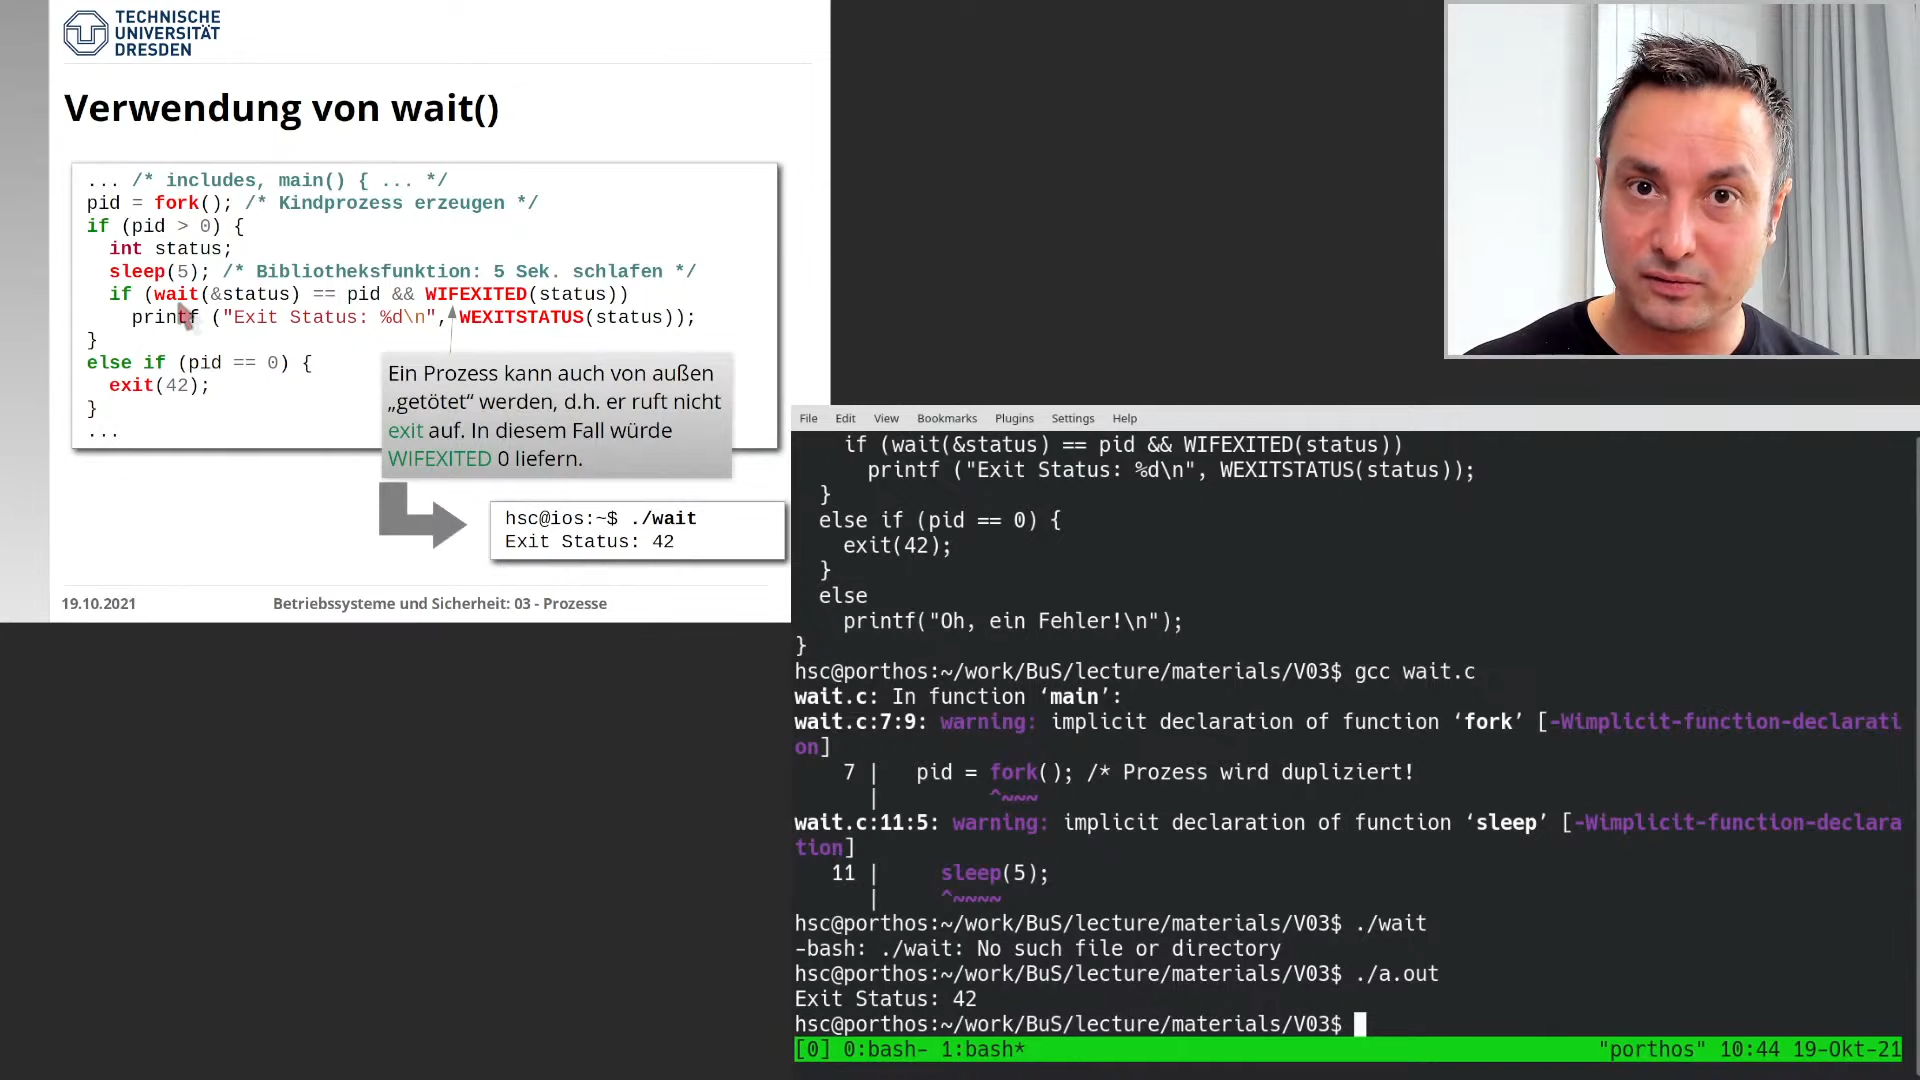 TECHNISCHE
UNIVERSITÄT
DRESDEN
Verwendung von wait()
... /* includes, main() { ... */
pid = fork(); /* Kindprozess erzeugen */
if (pid > 0) {
int status;
sleep(5); /* Bibliotheksfunktion: 5 Sek. schlafen */
if (wait(&status) == pid && WIFEXITED(status))
printf ("Exit Status: %d\n", WEXITSTATUS(status));
}
else if (pid == 0) {
exit(42);
}
...
Ein Prozess kann auch von außen
„getötet“ werden, d.h. er ruft nicht
exit auf. In diesem Fall würde
WIFEXITED 0 liefern.
hsc@ios:~$ ./wait
Exit Status: 42
19.10.2021 Betriebssysteme und Sicherheit: 03 - Prozesse
File Edit View Bookmarks Plugins Settings Help
if (wait(&status) == pid && WIFEXITED(status))
printf ("Exit Status: %d\n", WEXITSTATUS(status));
}
else if (pid == 0) {
exit(42);
}
else
printf("Oh, ein Fehler!\n");
}
hsc@porthos:~/work/BuS/lecture/materials/V03$ gcc wait.c
wait.c: In function ‘main’:
wait.c:7:9: warning: implicit declaration of function ‘fork’ [-Wimplicit-function-declarati
on]
7 | pid = fork(); /* Prozess wird dupliziert!
| ^~~~
wait.c:11:5: warning: implicit declaration of function ‘sleep’ [-Wimplicit-function-declara
tion]
11 | sleep(5);
| ^~~~~
hsc@porthos:~/work/BuS/lecture/materials/V03$ ./wait
-bash: ./wait: No such file or directory
hsc@porthos:~/work/BuS/lecture/materials/V03$ ./a.out
Exit Status: 42
hsc@porthos:~/work/BuS/lecture/materials/V03$
[0] 0:bash- 1:bash* "porthos" 10:44 19-Okt-21